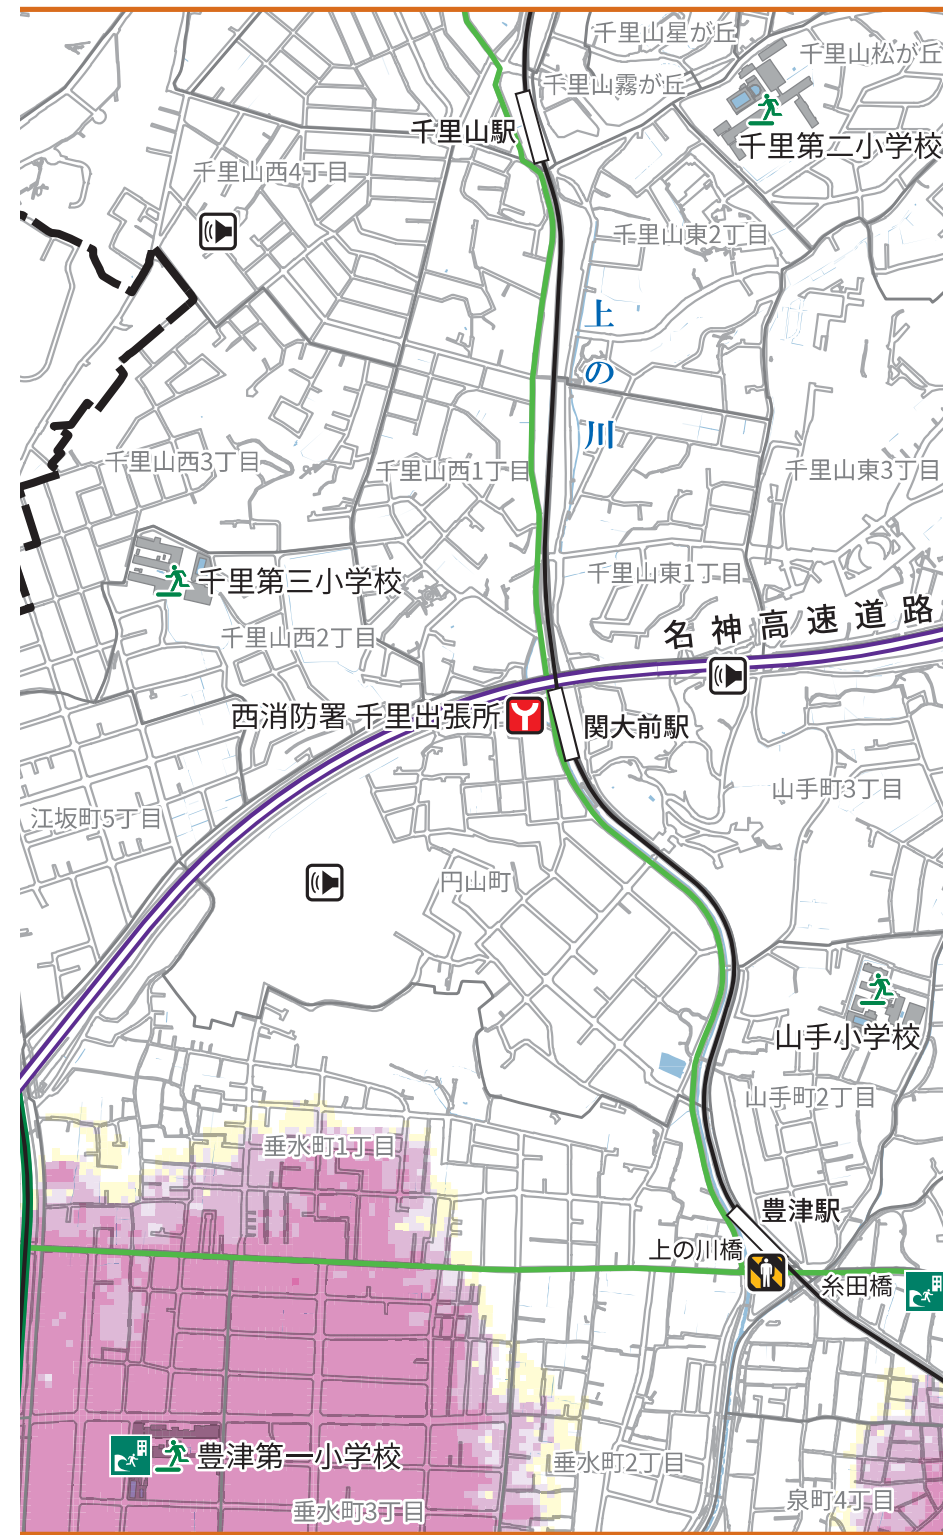 千里山星が丘
千里山松が丘
千里山霧が丘
千里山駅
千里第二小学校
千里山西4丁目
千里山東2丁目
上の川
千里山西3丁目
千里山西1丁目
千里山東3丁目
千里第三小学校
千里山東1丁目
名神高速道路
千里山西2丁目
西消防署 千里出張所
関大前駅
山手町3丁目
江坂町5丁目
円山町
山手小学校
山手町2丁目
垂水町1丁目
豊津駅
上の川橋
糸田橋
豊津第一小学校
垂水町2丁目
泉町4丁目
垂水町3丁目